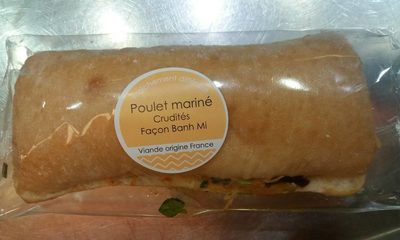 Poulet mariné
Crudités
Façon Banh Mi
Viande origine France